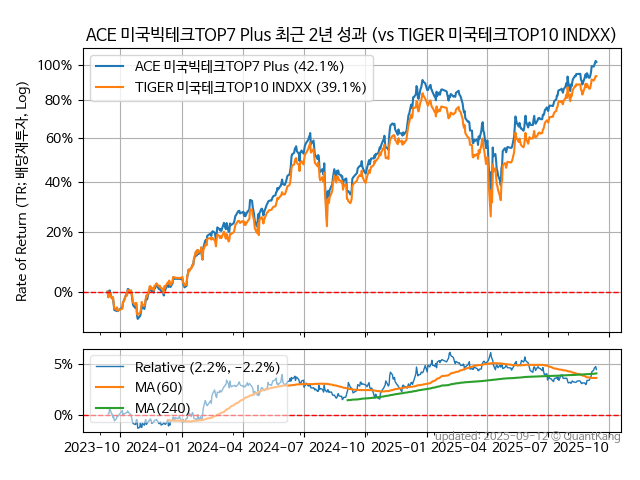 ACE 미국빅테크TOP7 Plus 최근 2년 성과 (vs TIGER 미국테크TOP10 INDXX)
Rate of Return (TR: 배당재투자, Log)
100%
80%
60%
40%
20%
0%
ACE 미국빅테크TOP7 Plus (42.1%)
TIGER 미국테크TOP10 INDXX (39.1%)
5%
0%
Relative (2.2%, −2.2%)
MA(60)
MA(240)
updated: 2025-09-12 © QuantKang
2023-10 2024-01 2024-04 2024-07 2024-10 2025-01 2025-04 2025-07 2025-10